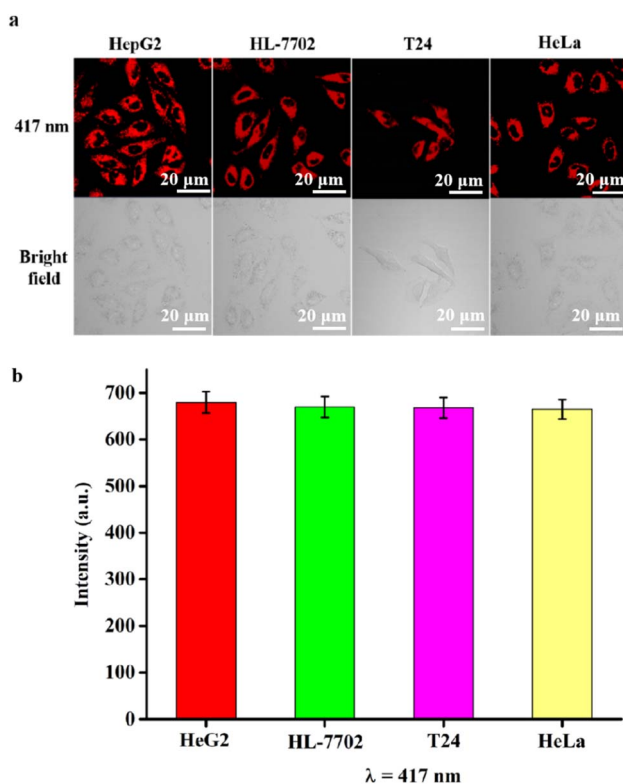 a
HepG2 HL-7702 T24 HeLa
417 nm
20 μm 20 μm 20 μm 20 μm
Bright
field
20 μm 20 μm 20 μm 20 μm
b
700
600
500
400
300
200
100
0
Intensity (a.u.)
HeG2 HL-7702 T24 HeLa
λ = 417 nm